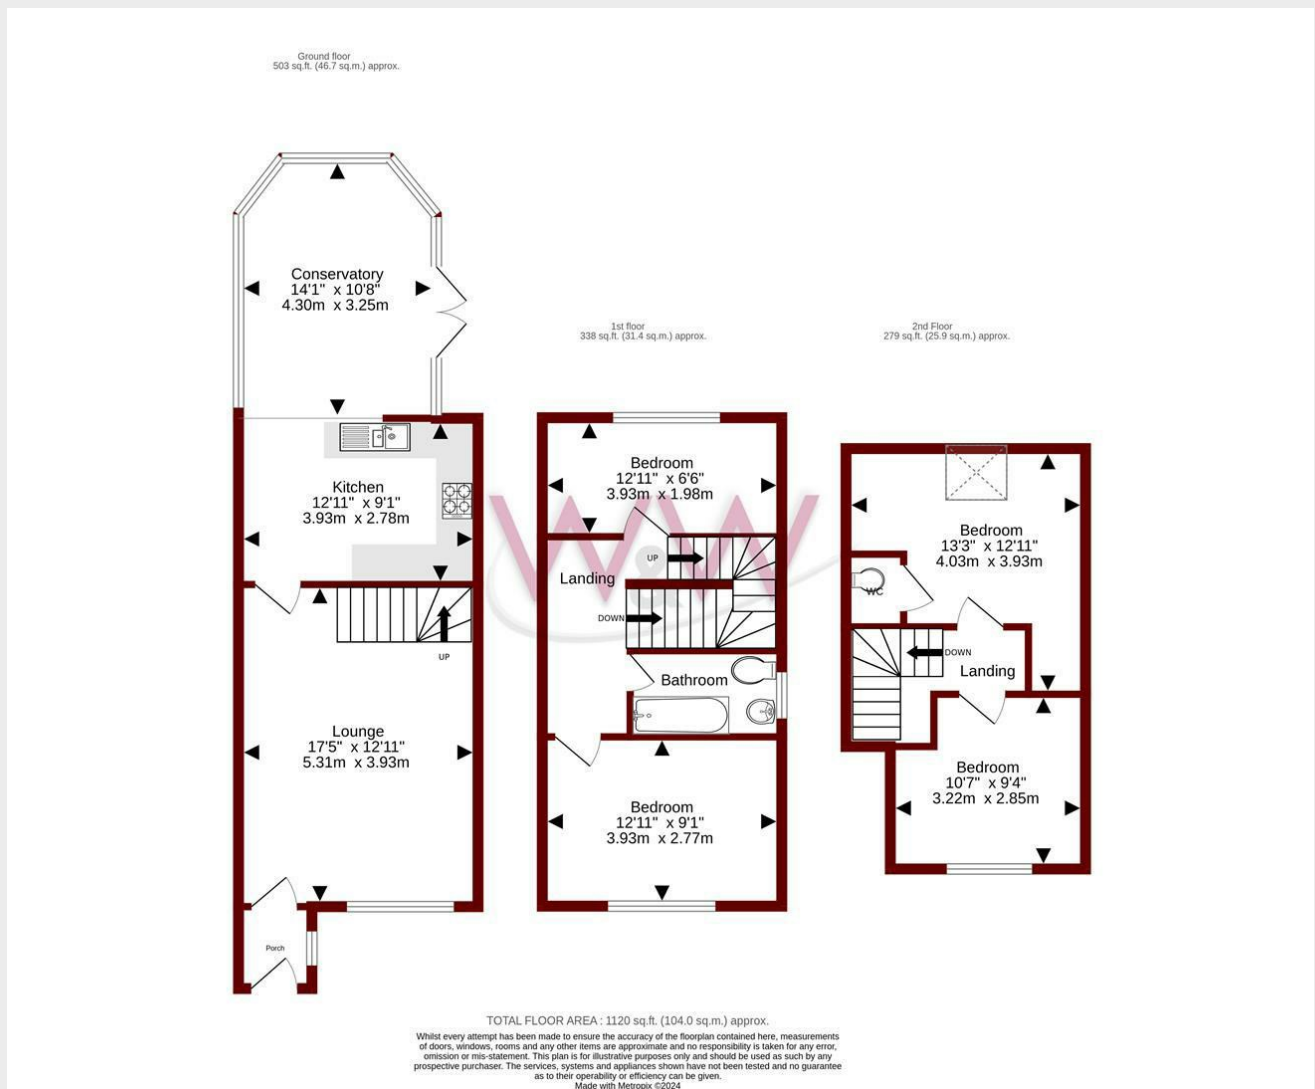 Ground floor
503 sq.ft. (46.7 sq.m.) approx.
Conservatory
14'1" x 10'8"
4.30m x 3.25m
Kitchen
12'11" x 9'1"
3.93m x 2.78m
UP
Lounge
17'5" x 12'11"
5.31m x 3.93m
Porch
1st floor
338 sq.ft. (31.4 sq.m.) approx.
Bedroom
12'11" x 6'6"
3.93m x 1.98m
UP
Landing
DOWN
Bathroom
Bedroom
12'11" x 9'1"
3.93m x 2.77m
W&W
2nd Floor
279 sq.ft. (25.9 sq.m.) approx.
Bedroom
13'3" x 12'11"
4.03m x 3.93m
WC
DOWN
Landing
Bedroom
10'7" x 9'4"
3.22m x 2.85m
TOTAL FLOOR AREA : 1120 sq.ft. (104.0 sq.m.) approx.
Whilst every attempt has been made to ensure the accuracy of the floorplan contained here, measurements
of doors, windows, rooms and any other items are approximate and no responsibility is taken for any error,
omission or mis-statement. This plan is for illustrative purposes only and should be used as such by any
prospective purchaser. The services, systems and appliances shown have not been tested and no guarantee
as to their operability or efficiency can be given.
Made with Metropix ©2024